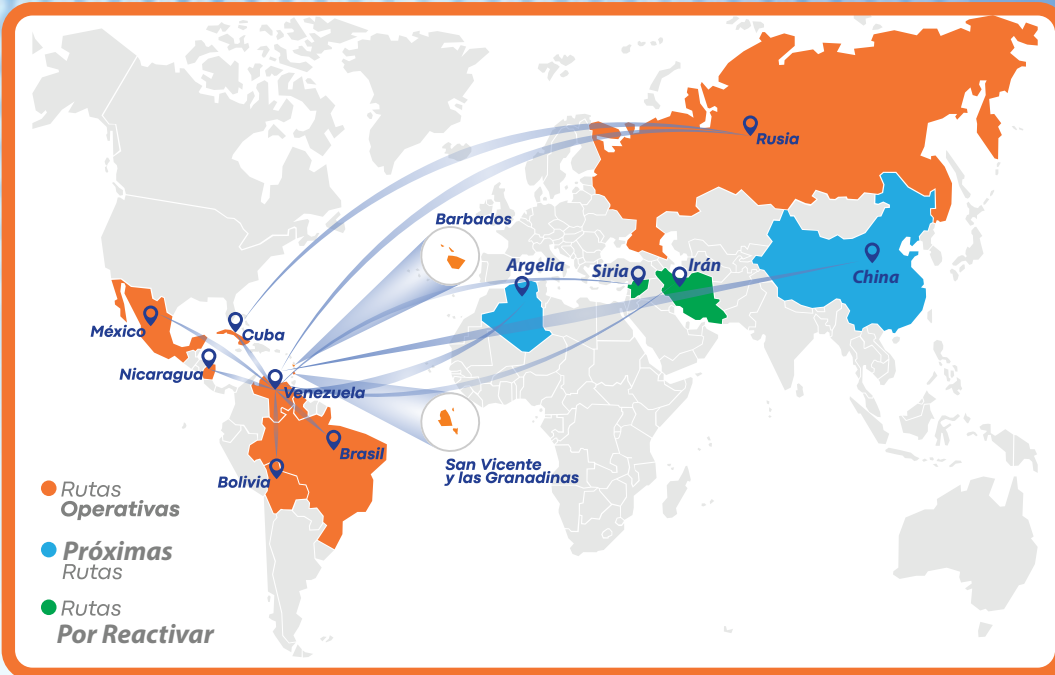 Rusia
Barbados
Argelia
Siria
Irán
China
México
Cuba
Nicaragua
Venezuela
Brasil
Bolivia
San Vicente
y las Granadinas
Rutas
Operativas
Próximas
Rutas
Rutas
Por Reactivar